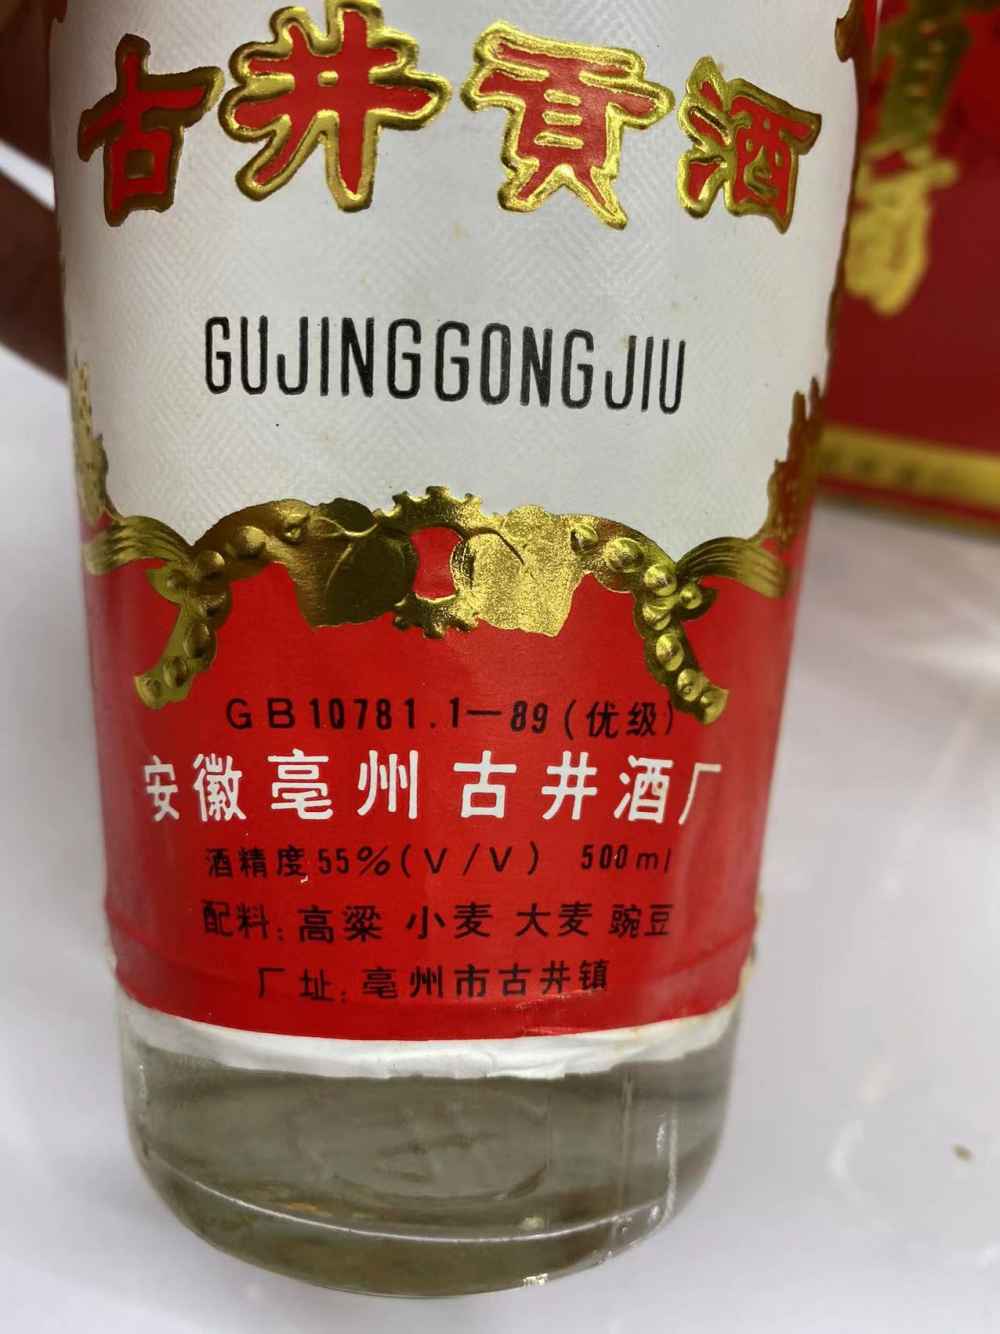 古井贡酒
GUJINGGONGJIU
GB10781.1—89(优级)
安徽亳州古井酒厂
酒精度55%(V/V) 500ml
配料:高粱 小麦 大麦 豌豆
厂址:亳州市古井镇
贡
酒